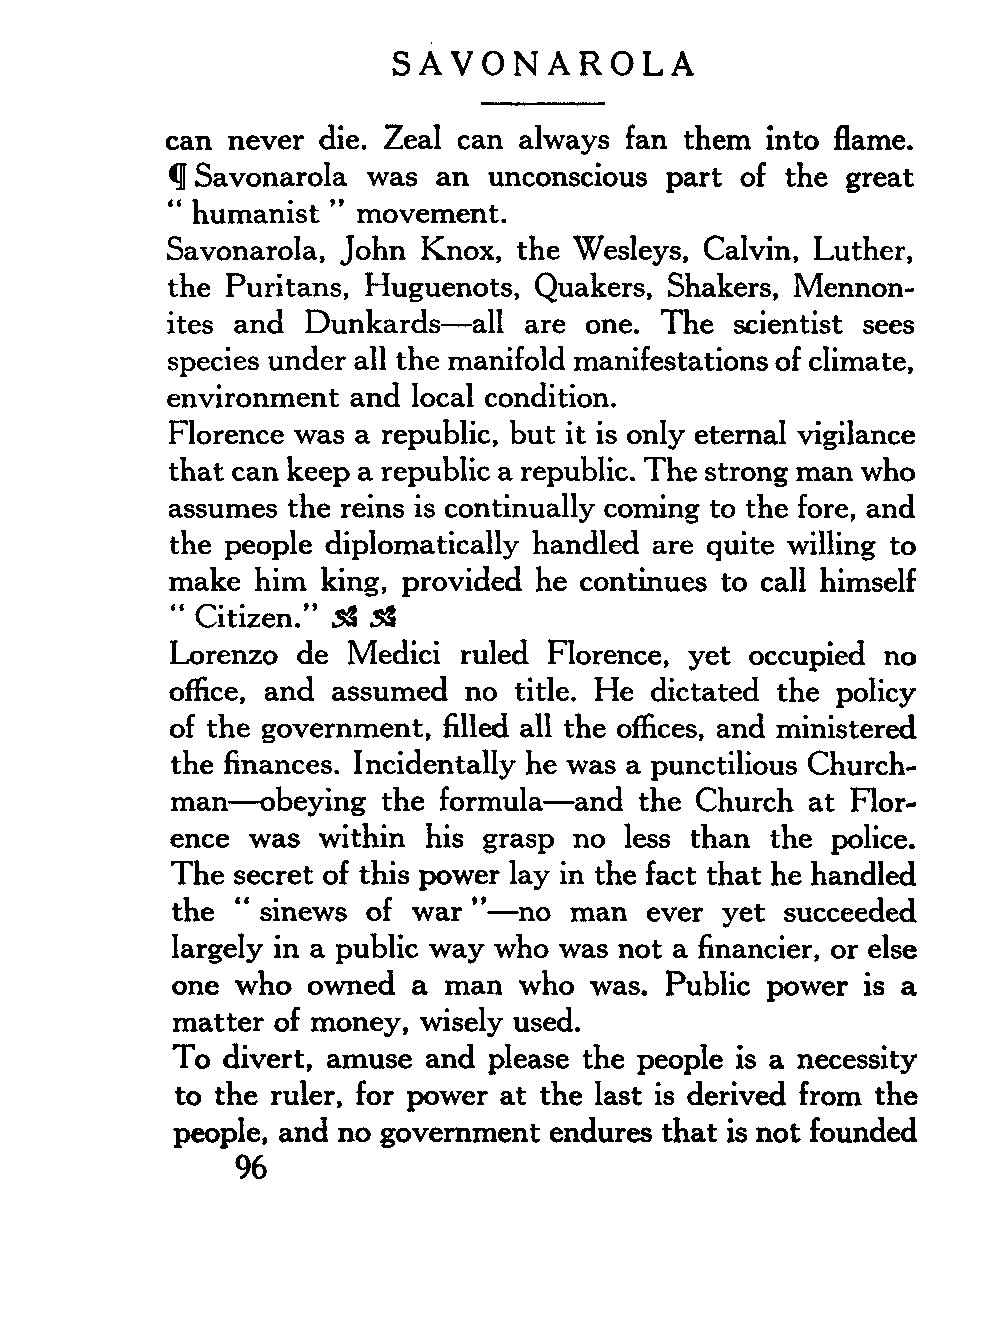 SAVONAROLA
can never die. Zeal can always fan them into flame.
¶ Savonarola was an unconscious part of the great
“ humanist ” movement.
Savonarola, John Knox, the Wesleys, Calvin, Luther,
the Puritans, Huguenots, Quakers, Shakers, Mennon-
ites and Dunkards—all are one. The scientist sees
species under all the manifold manifestations of climate,
environment and local condition.
Florence was a republic, but it is only eternal vigilance
that can keep a republic a republic. The strong man who
assumes the reins is continually coming to the fore, and
the people diplomatically handled are quite willing to
make him king, provided he continues to call himself
“ Citizen.”
Lorenzo de Medici ruled Florence, yet occupied no
office, and assumed no title. He dictated the policy
of the government, filled all the offices, and ministered
the finances. Incidentally he was a punctilious Church-
man—obeying the formula—and the Church at Flor-
ence was within his grasp no less than the police.
The secret of this power lay in the fact that he handled
the “ sinews of war ”—no man ever yet succeeded
largely in a public way who was not a financier, or else
one who owned a man who was. Public power is a
matter of money, wisely used.
To divert, amuse and please the people is a necessity
to the ruler, for power at the last is derived from the
people, and no government endures that is not founded
96